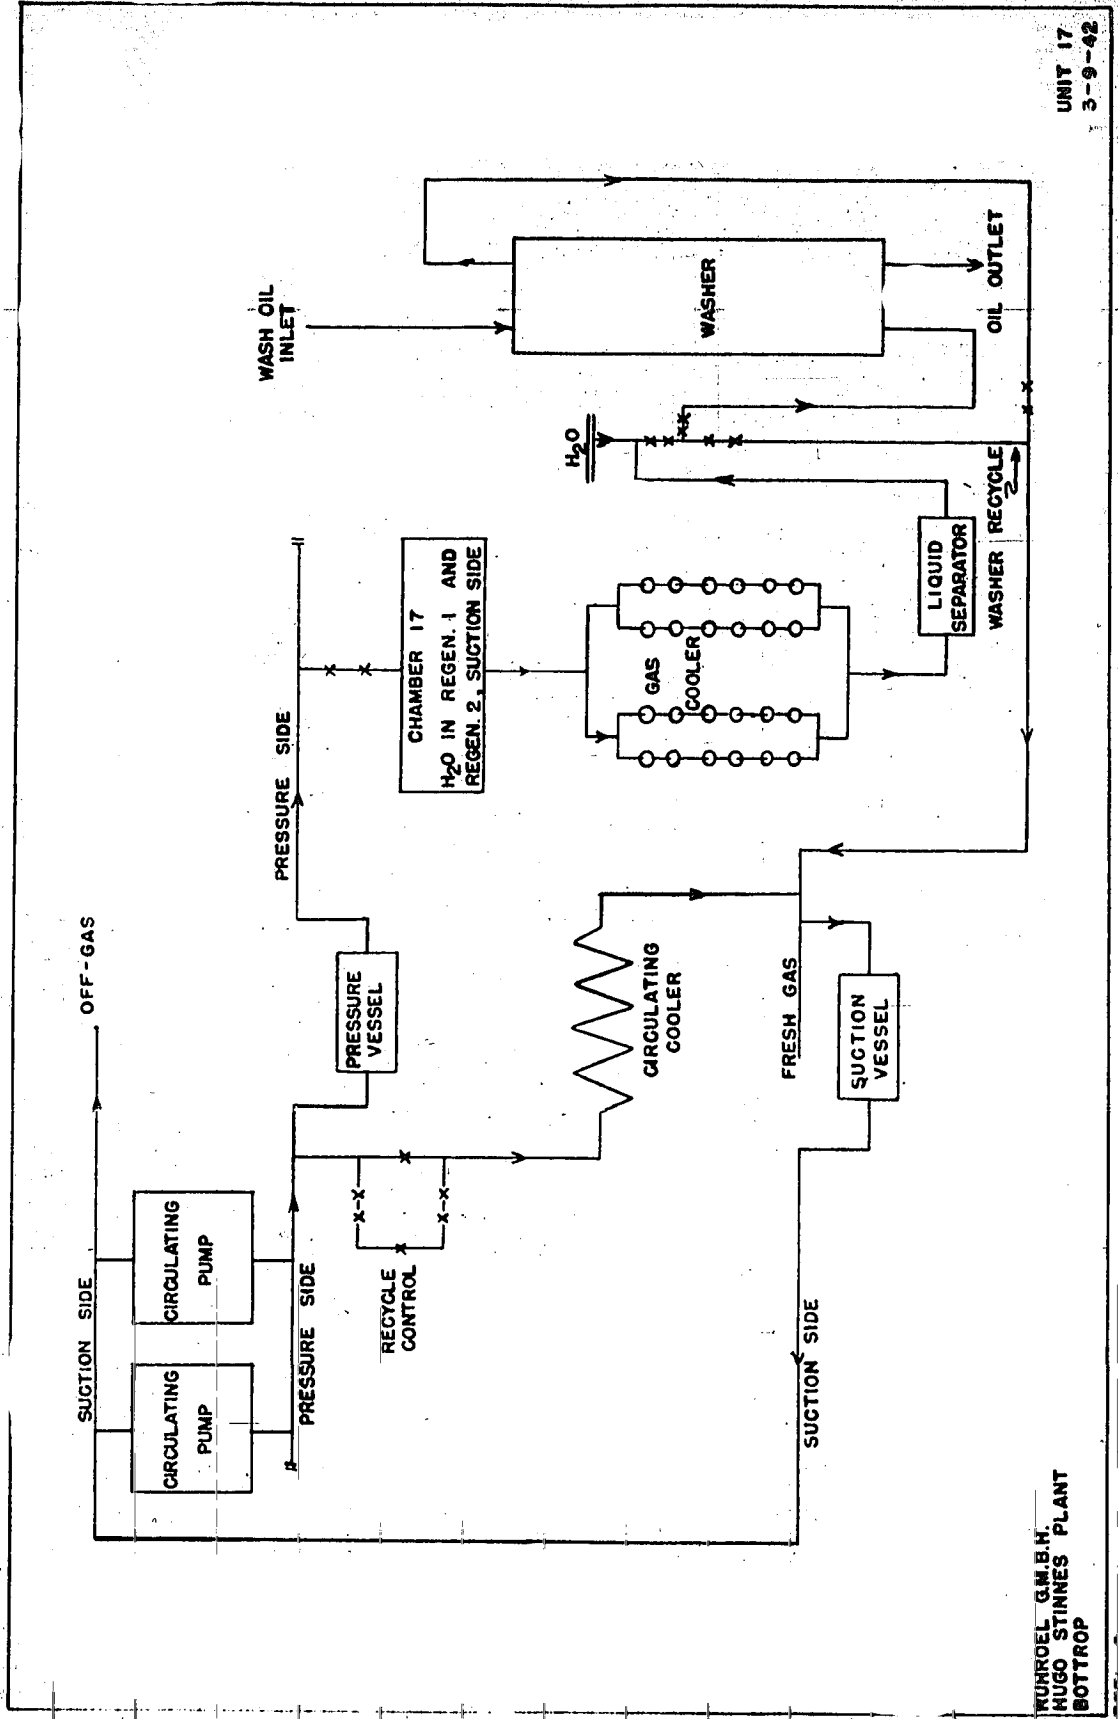 OFF-GAS
SUCTION SIDE
CIRCULATING
PUMP
CIRCULATING
PUMP
PRESSURE SIDE
RECYCLE
CONTROL
PRESSURE
VESSEL
PRESSURE SIDE
CHAMBER 17
H₂O IN REGEN. 1 AND
REGEN. 2, SUCTION SIDE
GAS
COOLER
CIRCULATING
COOLER
FRESH GAS
SUCTION
VESSEL
SUCTION SIDE
LIQUID
SEPARATOR
WASHER RECYCLE
2
H₂O
WASH OIL
INLET
WASHER
OIL OUTLET
RUHROEL G.M.B.H.
HUGO STINNES PLANT
BOTTROP
UNIT 17
3-9-42